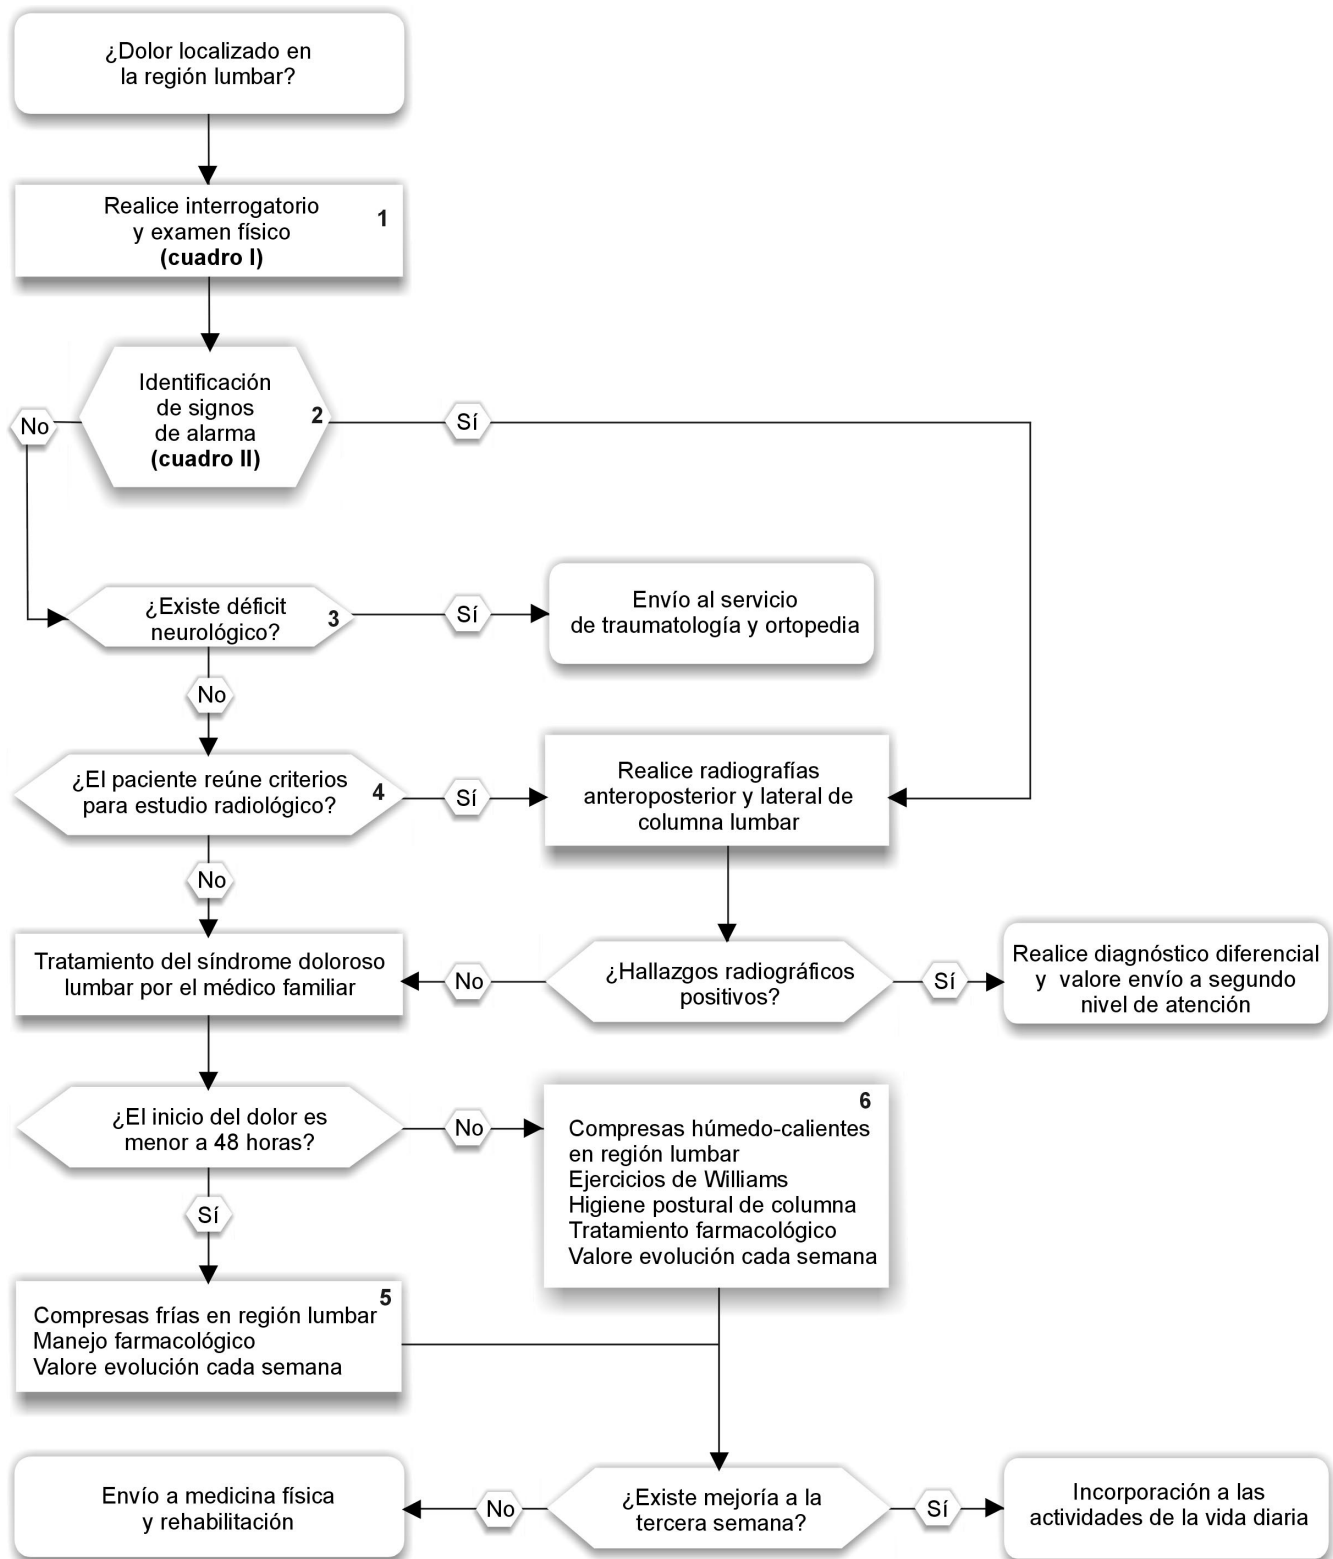 ¿Dolor localizado en
la región lumbar?
Realice interrogatorio
y examen físico
(cuadro I)
1
Identificación
de signos
de alarma
(cuadro II)
2
No
Sí
¿Existe déficit
neurológico?
3
Sí
Envío al servicio
de traumatología y ortopedia
No
¿El paciente reúne criterios
para estudio radiológico?
4
Sí
Realice radiografías
anteroposterior y lateral de
columna lumbar
No
Tratamiento del síndrome doloroso
lumbar por el médico familiar
No
¿Hallazgos radiográficos
positivos?
Sí
Realice diagnóstico diferencial
y valore envío a segundo
nivel de atención
¿El inicio del dolor es
menor a 48 horas?
No
6
Compresas húmedo-calientes
en región lumbar
Ejercicios de Williams
Higiene postural de columna
Tratamiento farmacológico
Valore evolución cada semana
Sí
5
Compresas frías en región lumbar
Manejo farmacológico
Valore evolución cada semana
Envío a medicina física
y rehabilitación
No
¿Existe mejoría a la
tercera semana?
Sí
Incorporación a las
actividades de la vida diaria